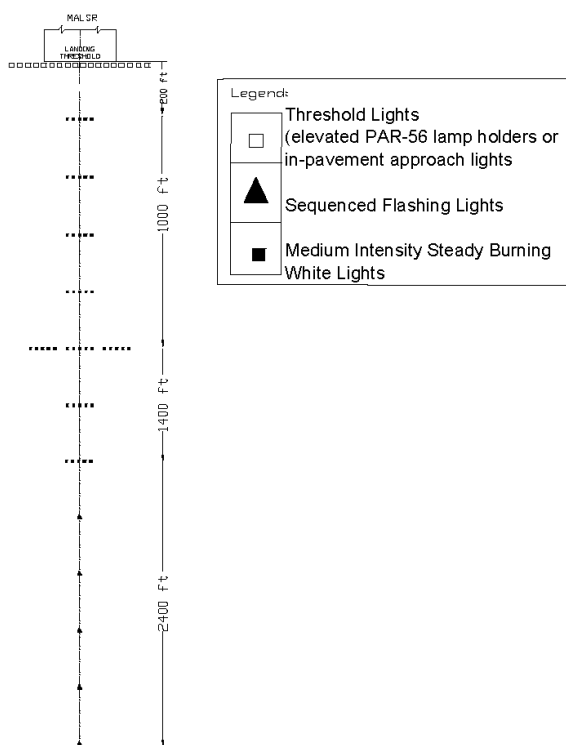 MALSR
LANDING
THRESHOLD
200 ft
1000 ft
1400 ft
2400 ft
Legend:
Threshold Lights
(elevated PAR-56 lamp holders or
in-pavement approach lights
Sequenced Flashing Lights
Medium Intensity Steady Burning
White Lights